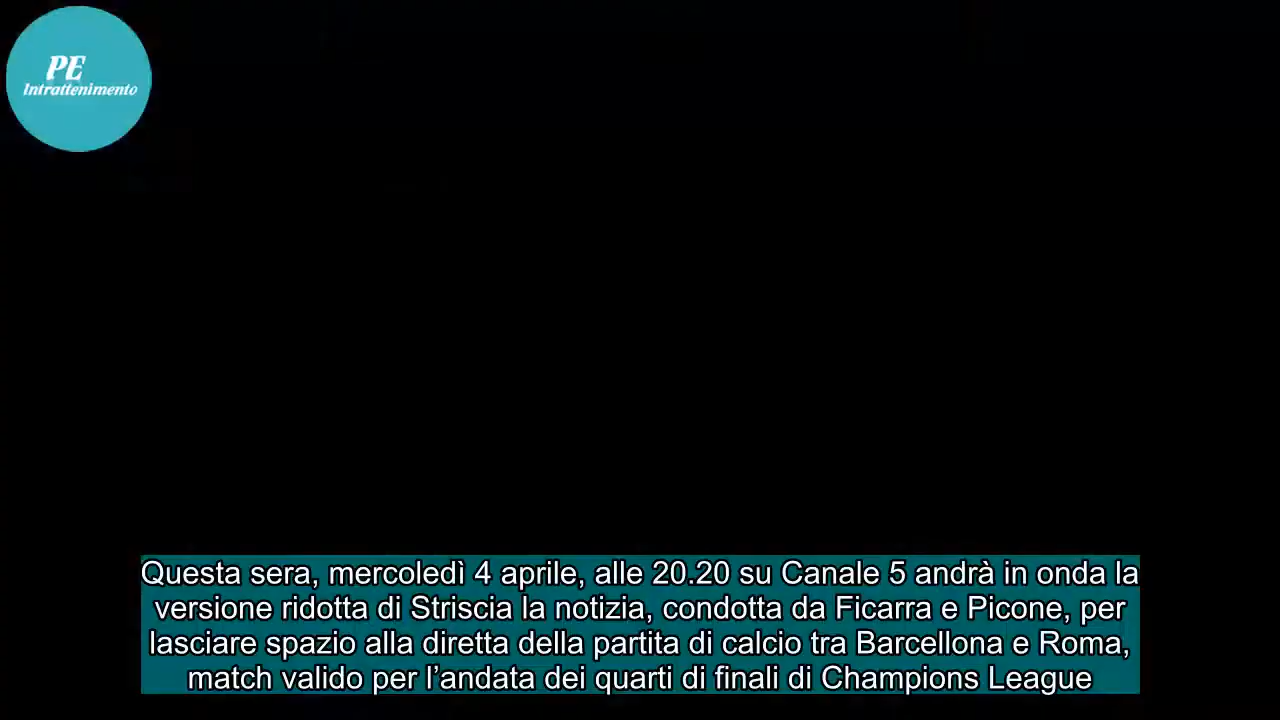 PE
Intrattenimento
Questa sera, mercoledì 4 aprile, alle 20.20 su Canale 5 andrà in onda la
versione ridotta di Striscia la notizia, condotta da Ficarra e Picone, per
lasciare spazio alla diretta della partita di calcio tra Barcellona e Roma,
match valido per l’andata dei quarti di finali di Champions League